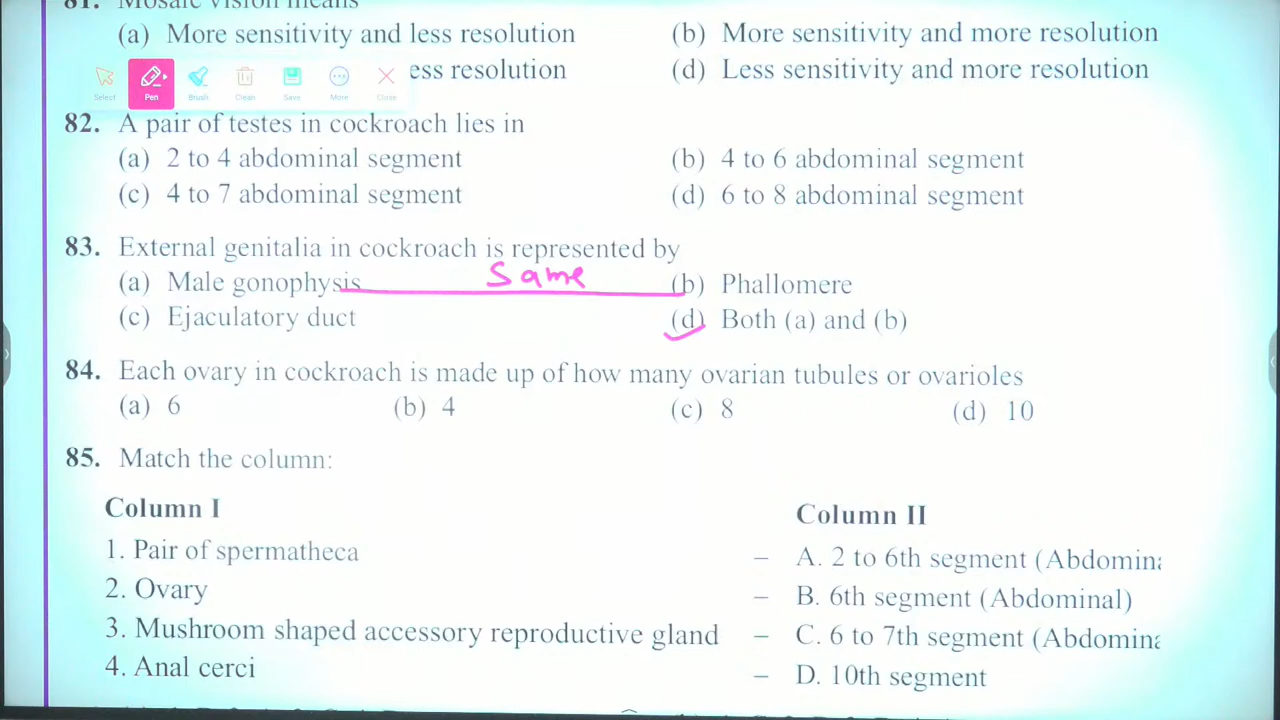 81. Mosaic vision means
(a) More sensitivity and less resolution (b) More sensitivity and more resolution
ess resolution (d) Less sensitivity and more resolution
Select Pen Brush Clean Save More Close
82. A pair of testes in cockroach lies in
(a) 2 to 4 abdominal segment (b) 4 to 6 abdominal segment
(c) 4 to 7 abdominal segment (d) 6 to 8 abdominal segment
83. External genitalia in cockroach is represented by
same
(a) Male gonophysis (b) Phallomere
(c) Ejaculatory duct (d) Both (a) and (b)
84. Each ovary in cockroach is made up of how many ovarian tubules or ovarioles
(a) 6 (b) 4 (c) 8 (d) 10
85. Match the column:
Column I Column II
1. Pair of spermatheca – A. 2 to 6th segment (Abdomina
2. Ovary – B. 6th segment (Abdominal)
3. Mushroom shaped accessory reproductive gland – C. 6 to 7th segment (Abdomina
4. Anal cerci – D. 10th segment